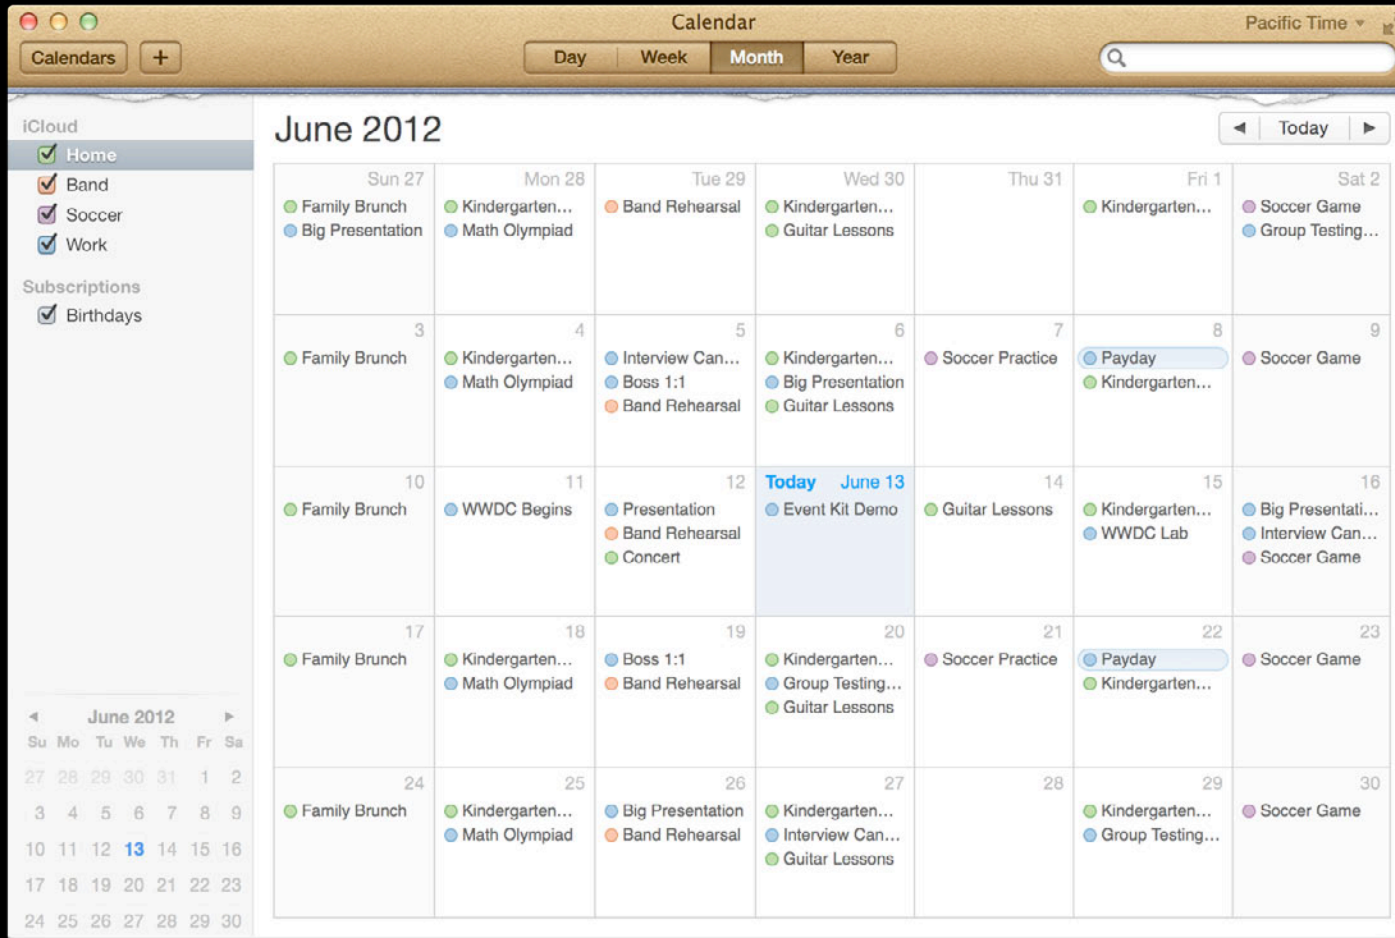 Calendar
Pacific Time
Calendars
+
Day Week Month Year
iCloud
Home
Band
Soccer
Work
Subscriptions
Birthdays
June 2012
Today
Sun 27 Mon 28 Tue 29 Wed 30 Thu 31 Fri 1 Sat 2
Family Brunch Kindergarten... Band Rehearsal Kindergarten... Kindergarten... Soccer Game
Big Presentation Math Olympiad Guitar Lessons Group Testing...
3 4 5 6 7 8 9
Family Brunch Kindergarten... Interview Can... Kindergarten... Soccer Practice Payday Soccer Game
Math Olympiad Boss 1:1 Big Presentation Kindergarten...
Band Rehearsal Guitar Lessons
10 11 12 Today June 13 14 15 16
Family Brunch WWDC Begins Presentation Event Kit Demo Guitar Lessons Kindergarten... Big Presentati...
Band Rehearsal WWDC Lab Interview Can...
Concert Soccer Game
17 18 19 20 21 22 23
Family Brunch Kindergarten... Boss 1:1 Kindergarten... Soccer Practice Payday Soccer Game
Math Olympiad Band Rehearsal Group Testing... Kindergarten...
Guitar Lessons
24 25 26 27 28 29 30
Family Brunch Kindergarten... Big Presentation Kindergarten... Kindergarten... Soccer Game
Math Olympiad Band Rehearsal Interview Can... Group Testing...
Guitar Lessons
June 2012
Su Mo Tu We Th Fr Sa
27 28 29 30 31 1 2
3 4 5 6 7 8 9
10 11 12 13 14 15 16
17 18 19 20 21 22 23
24 25 26 27 28 29 30